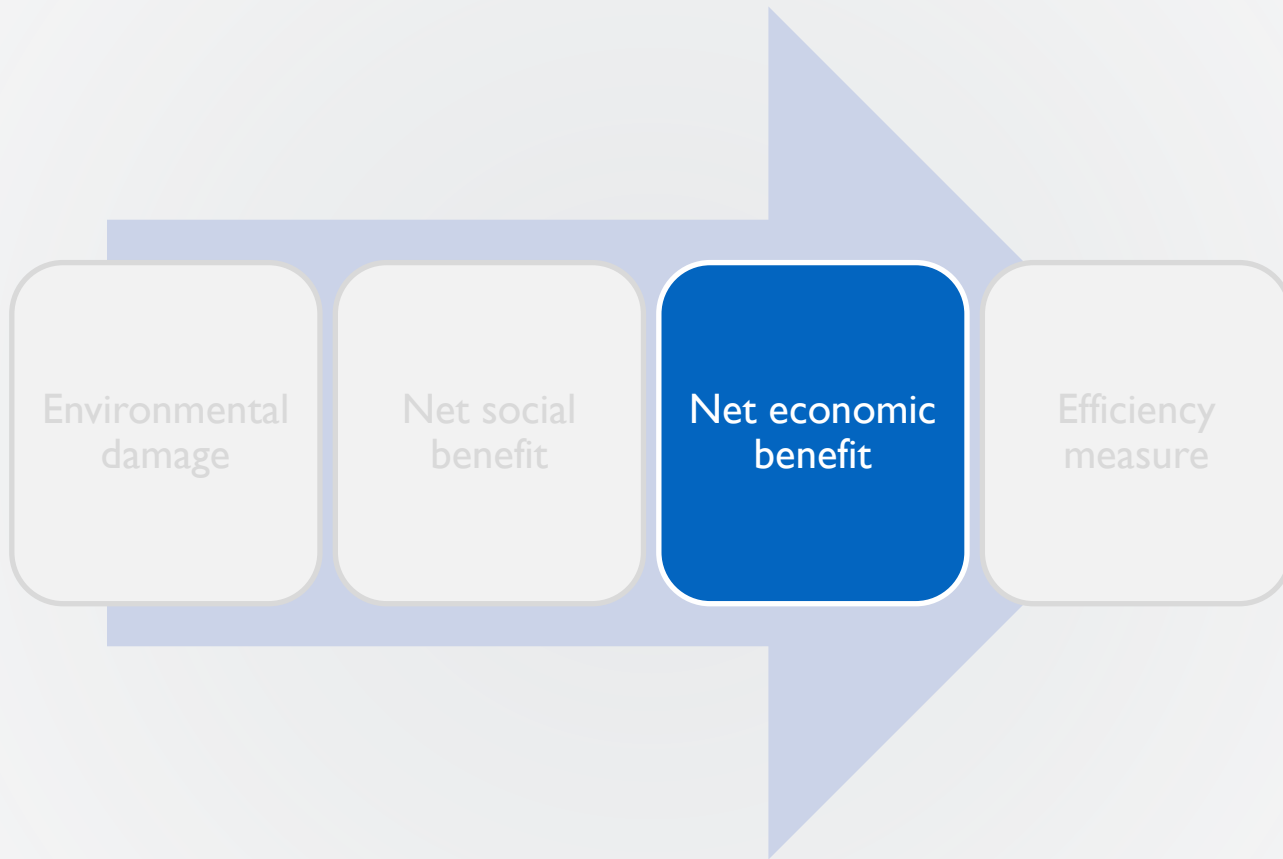 Environmental
damage
Net social
benefit
Net economic
benefit
Efficiency
measure